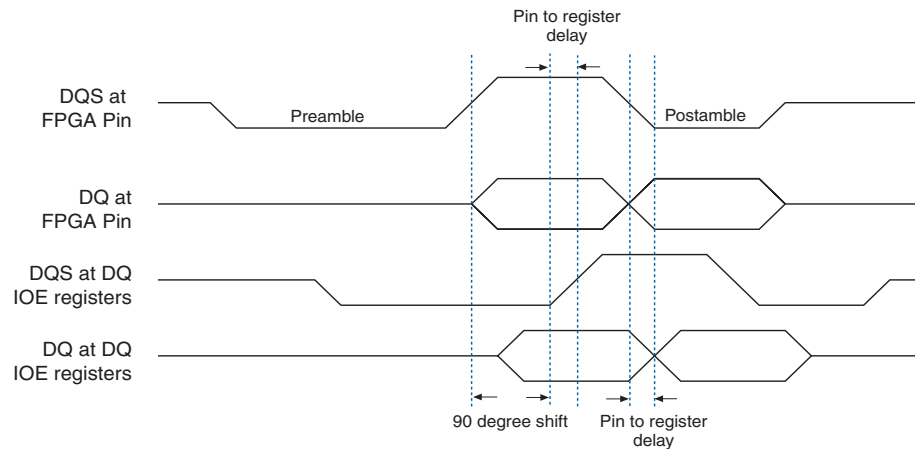 Pin to register
delay
DQS at
FPGA Pin
Preamble
Postamble
DQ at
FPGA Pin
DQS at DQ
IOE registers
DQ at DQ
IOE registers
90 degree shift
Pin to register
delay